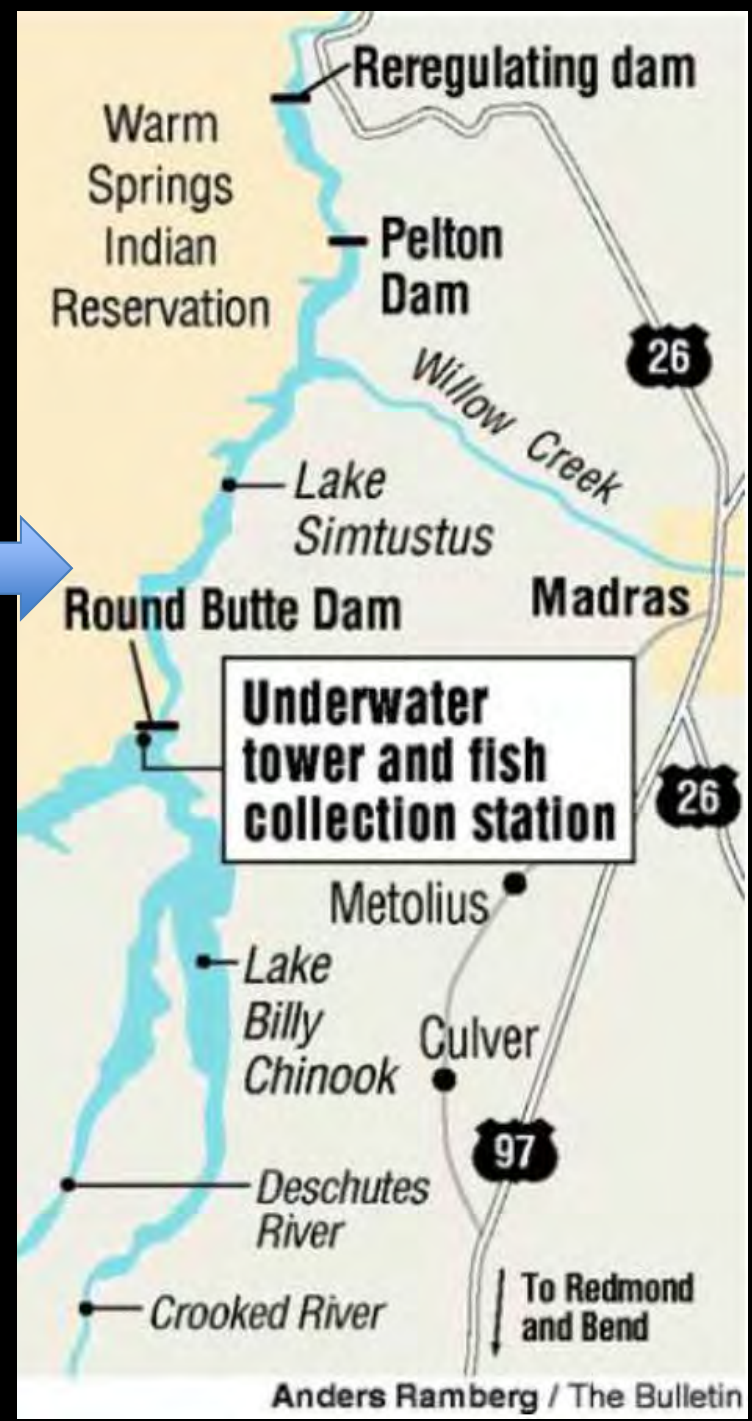 Reregulating dam
Warm
Springs
Indian
Reservation
Pelton
Dam
26
Willow Creek
Lake
Simtustus
Round Butte Dam
Madras
Underwater
tower and fish
collection station
26
Metolius
Lake
Billy
Chinook
Culver
97
Deschutes
River
Crooked River
To Redmond
and Bend
Anders Ramberg / The Bulletin